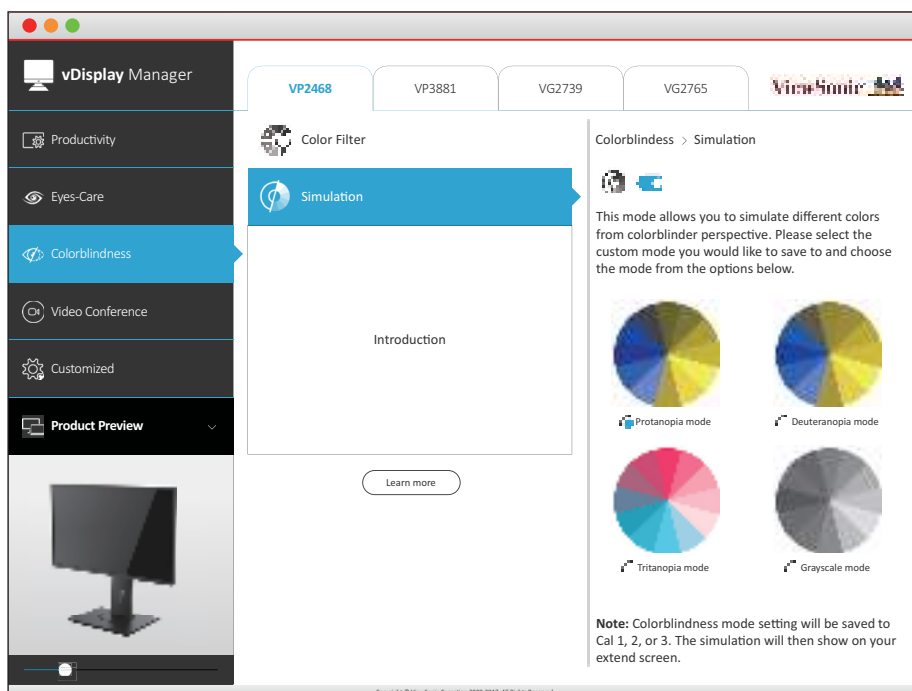 vDisplay Manager
VP2468
VP3881
VG2739
VG2765
ViewSonic
Productivity
Eyes-Care
Colorblindness
Video Conference
Customized
Product Preview
Color Filter
Simulation
Introduction
Learn more
Colorblindess > Simulation
This mode allows you to simulate different colors
from colorblinder perspective. Please select the
custom mode you would like to save to and choose
the mode from the options below.
Protanopia mode
Deuteranopia mode
Tritanopia mode
Grayscale mode
Note: Colorblindness mode setting will be saved to
Cal 1, 2, or 3. The simulation will then show on your
extend screen.